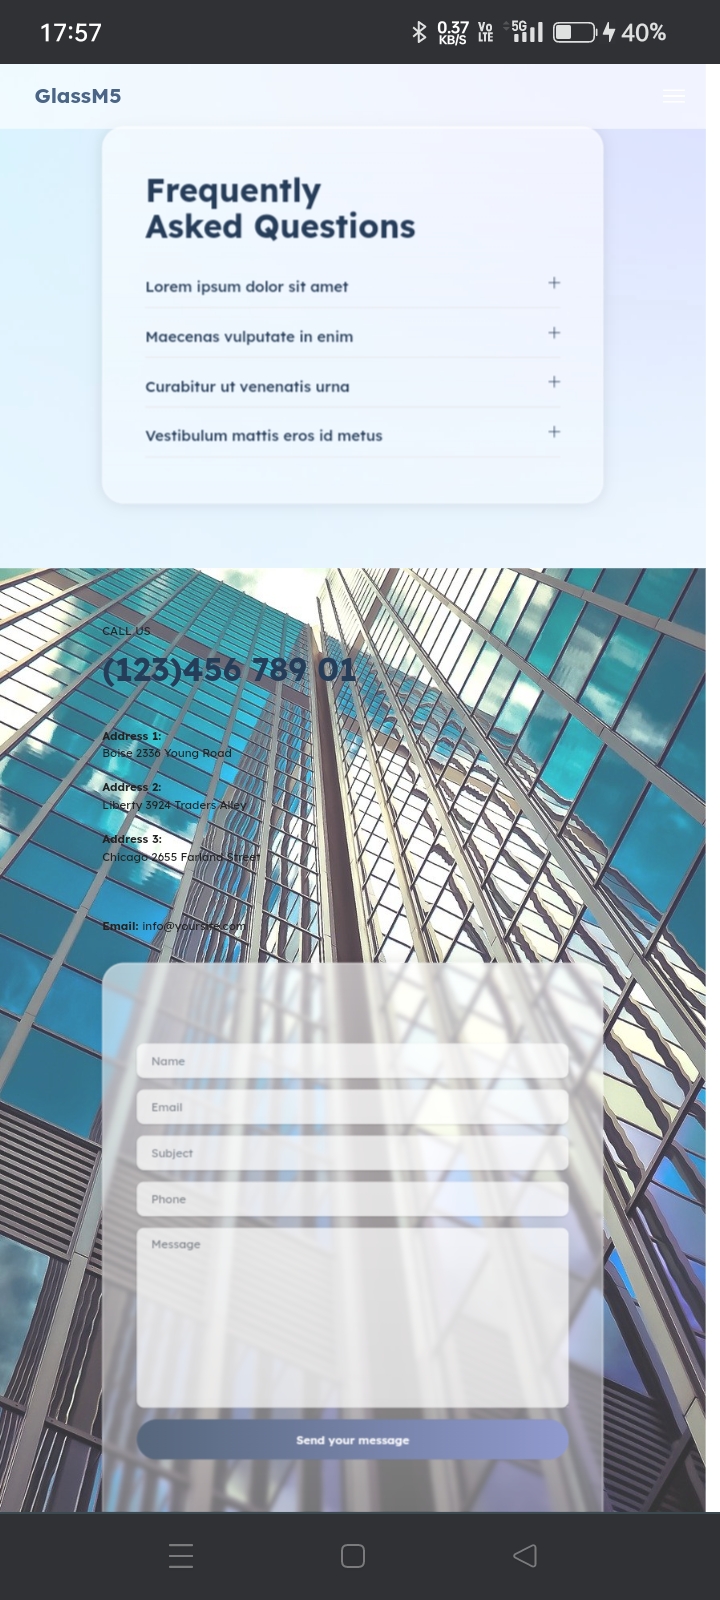 17:57
0.37 KB/S Vo LTE 5G 40%
GlassM5
Frequently
Asked Questions
Lorem ipsum dolor sit amet
Maecenas vulputate in enim
Curabitur ut venenatis urna
Vestibulum mattis eros id metus
CALL US
(123)456 789 01
Address 1:
Boise 2336 Young Road
Address 2:
Liberty 3924 Traders Alley
Address 3:
Chicago 2655 Farland Street
Email: info@yoursite.com
Name
Email
Subject
Phone
Message
Send your message